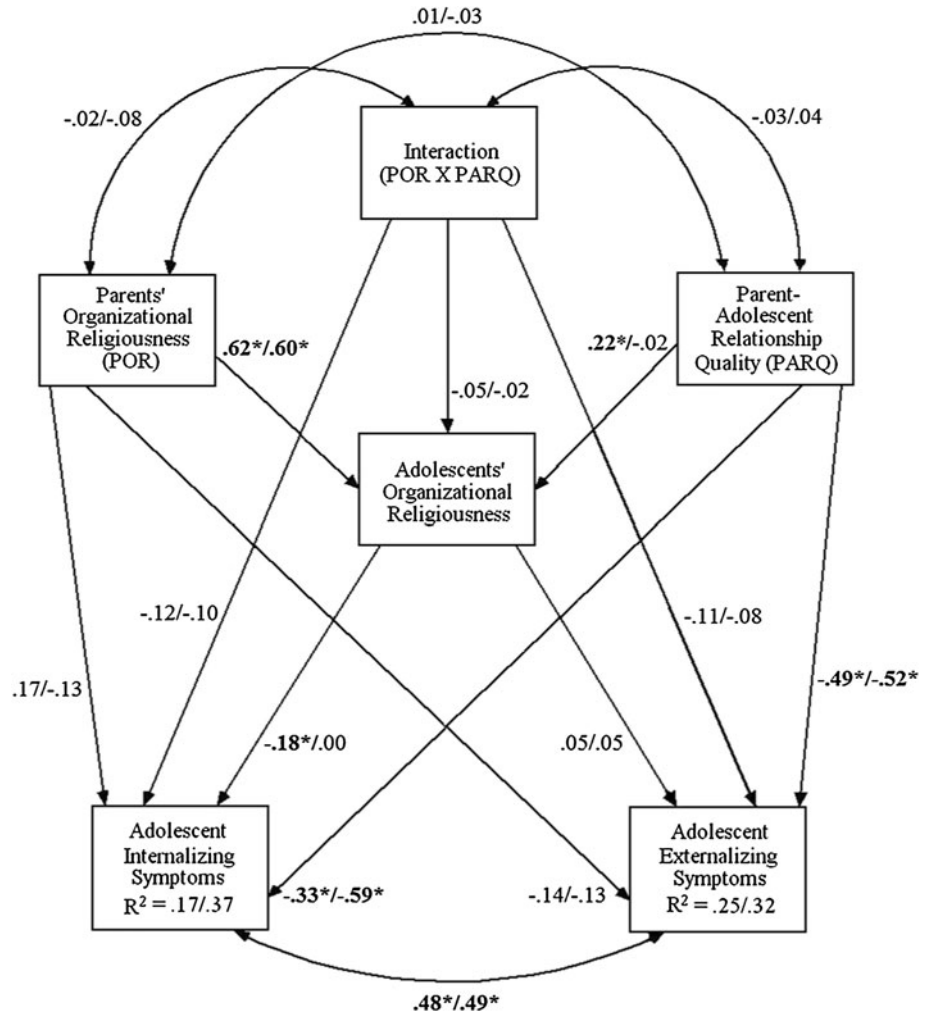 .01/-.03
-.02/-.08
-.03/.04
Interaction
(POR X PARQ)
Parents'
Organizational
Religiousness
(POR)
Parent-
Adolescent
Relationship
Quality (PARQ)
.62*/.60*
.22*/-.02
-.05/-.02
Adolescents'
Organizational
Religiousness
-.12/-.10
-.11/-.08
.17/-.13
-.49*/-.52*
-.18*/.00
.05/.05
Adolescent
Internalizing
Symptoms
R² = .17/.37
Adolescent
Externalizing
Symptoms
R² = .25/.32
-.33*/-.59*
-.14/-.13
.48*/.49*